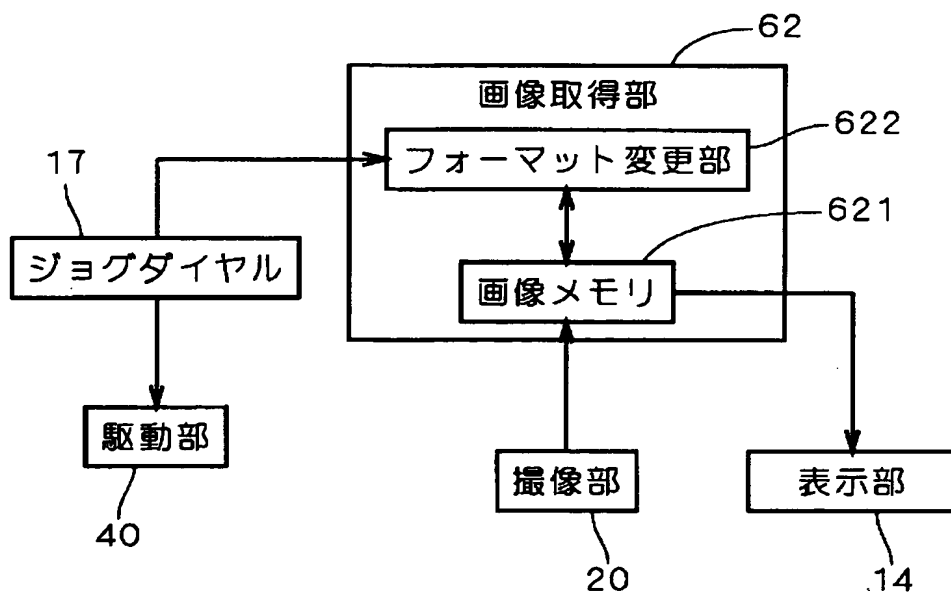 62
画像取得部
622
フォーマット変更部
17
621
ジョグダイヤル
画像メモリ
駆動部
撮像部
表示部
40
20
14